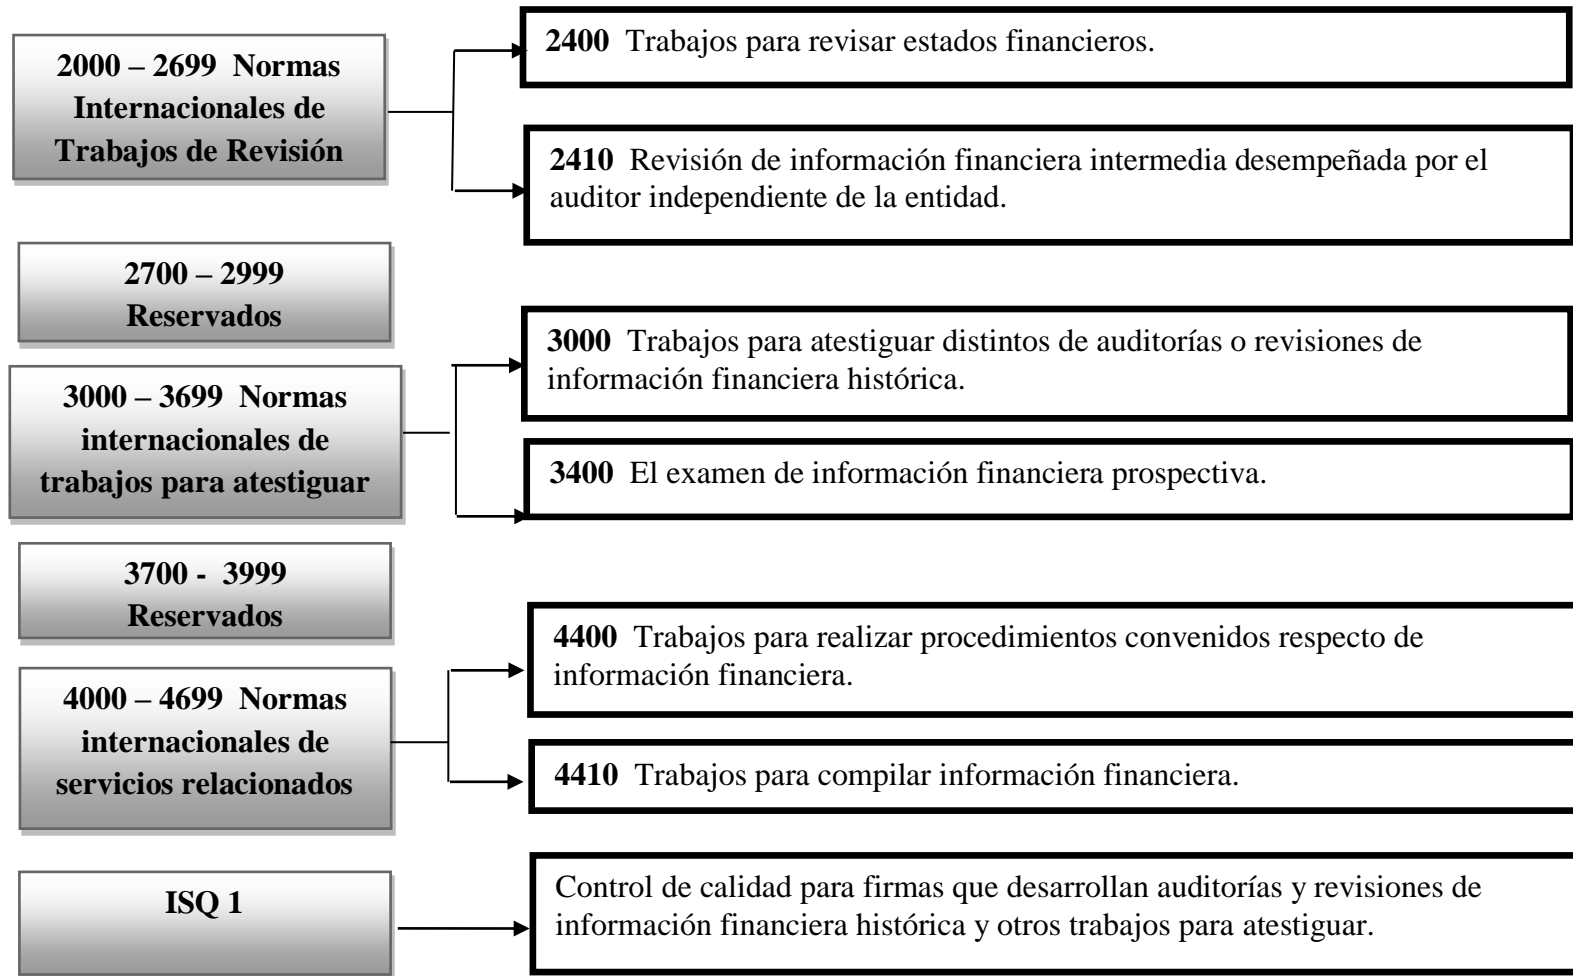 2000 – 2699 Normas
Internacionales de
Trabajos de Revisión
2400 Trabajos para revisar estados financieros.
2410 Revisión de información financiera intermedia desempeñada por el
auditor independiente de la entidad.
2700 – 2999
Reservados
3000 – 3699 Normas
internacionales de
trabajos para atestiguar
3000 Trabajos para atestiguar distintos de auditorías o revisiones de
información financiera histórica.
3400 El examen de información financiera prospectiva.
3700 - 3999
Reservados
4000 – 4699 Normas
internacionales de
servicios relacionados
4400 Trabajos para realizar procedimientos convenidos respecto de
información financiera.
4410 Trabajos para compilar información financiera.
ISQ 1
Control de calidad para firmas que desarrollan auditorías y revisiones de
información financiera histórica y otros trabajos para atestiguar.